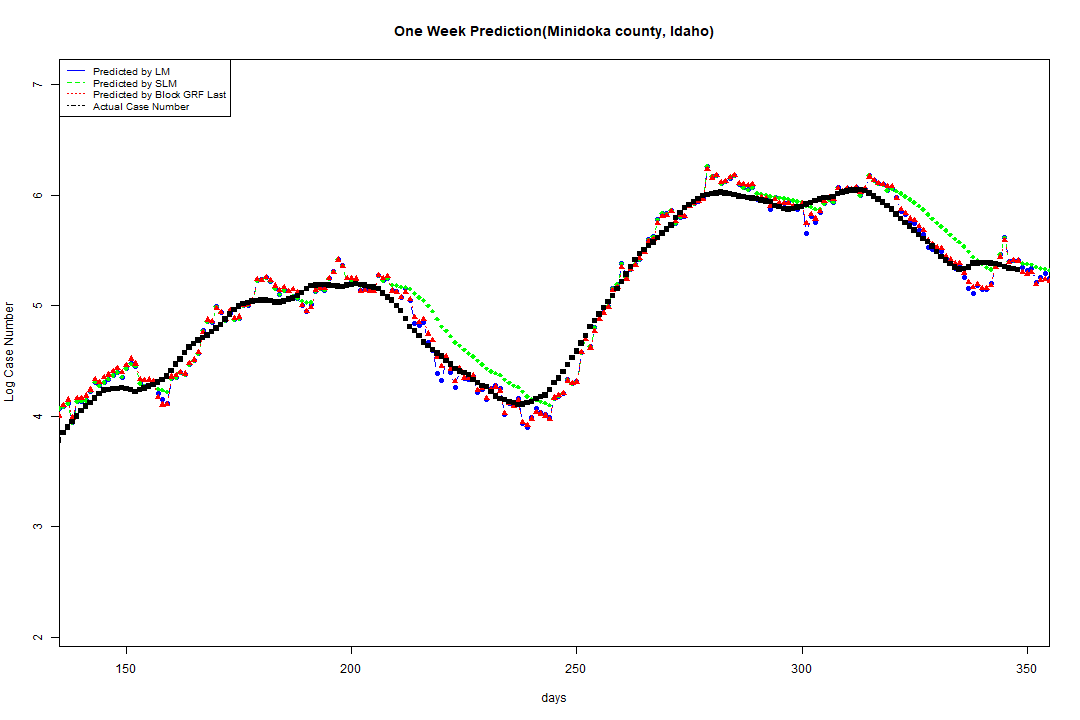 One Week Prediction(Minidoka county, Idaho)
Predicted by LM
Predicted by SLM
Predicted by Block GRF Last
Actual Case Number
7
6
5
4
3
2
Log Case Number
150 200 250 300 350
days